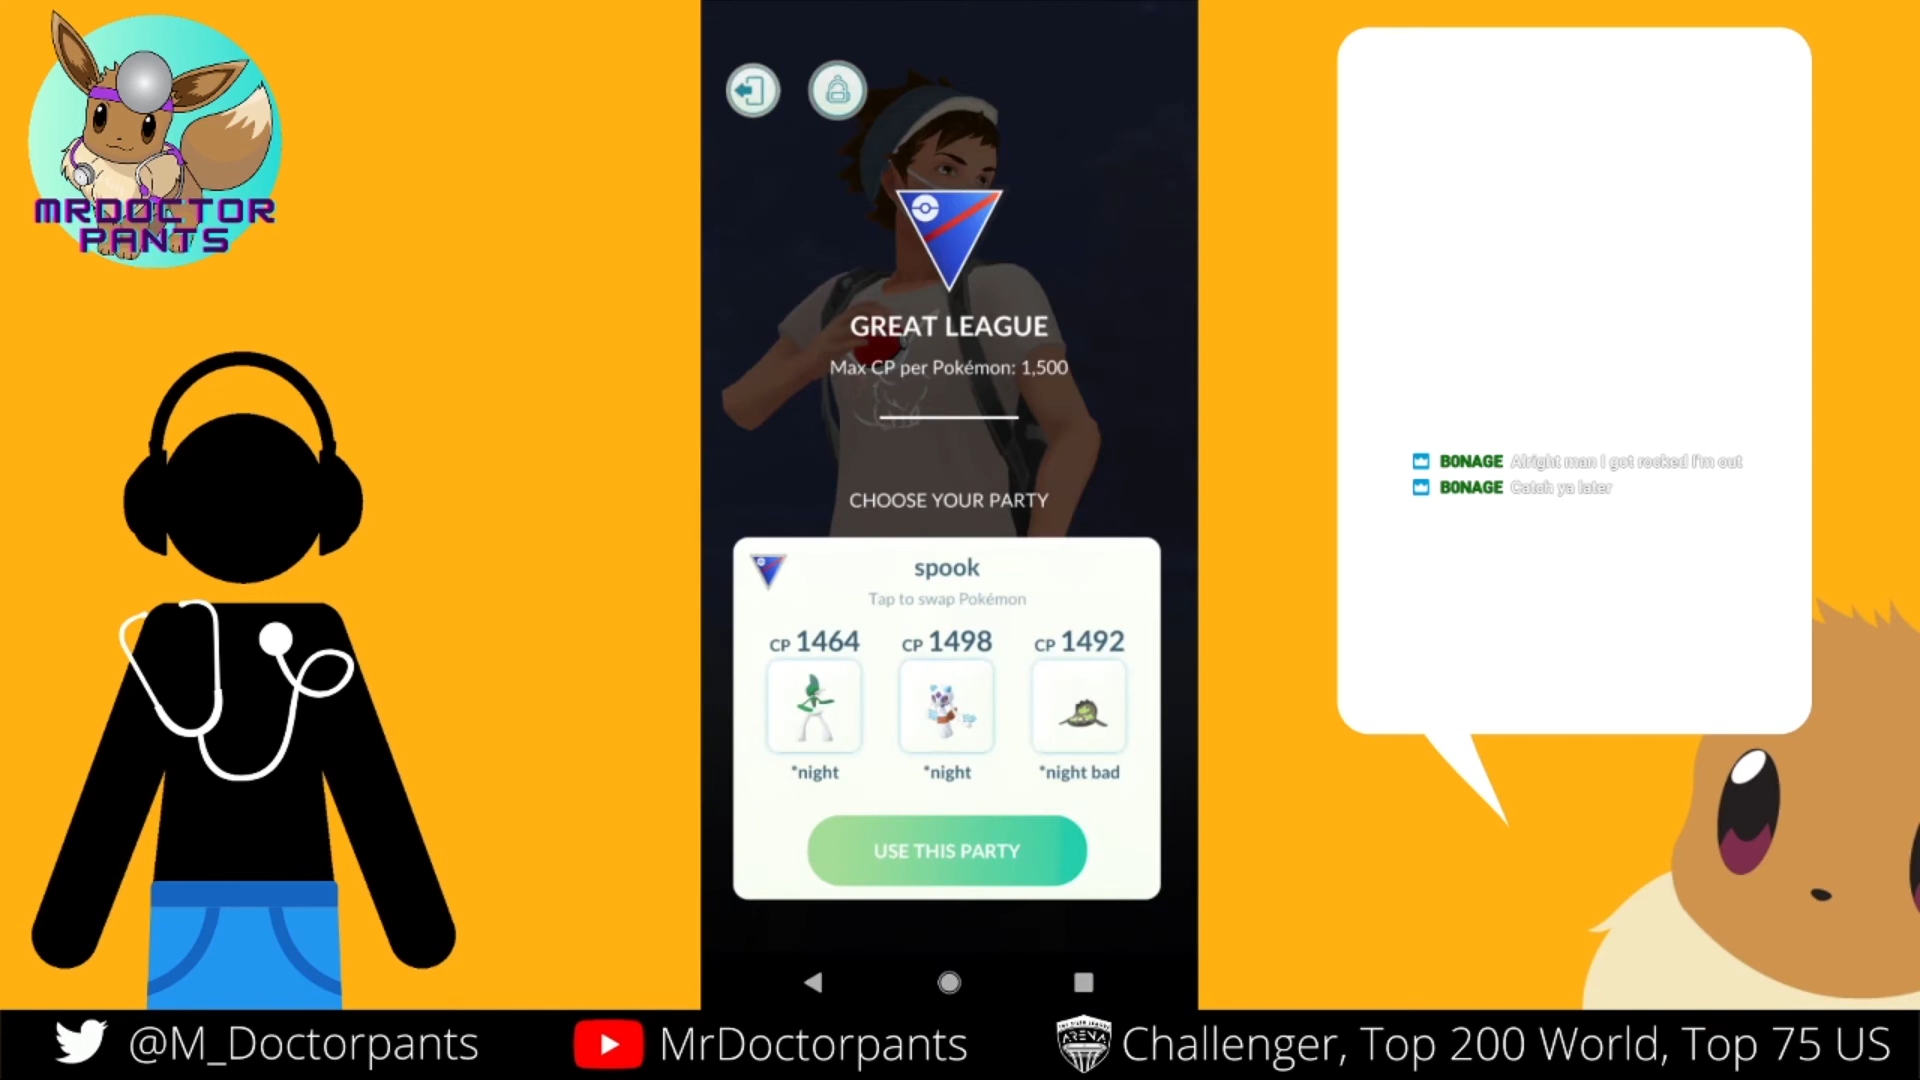 MRDOCTOR
PANTS
GREAT LEAGUE
Max CP per Pokémon: 1,500
CHOOSE YOUR PARTY
spook
Tap to swap Pokémon
CP 1464 CP 1498 CP 1492
*night *night *night bad
USE THIS PARTY
BONAGE Alright man I got rocked I'm out
BONAGE Catch ya later
@M_Doctorpants MrDoctorpants ARENA Challenger, Top 200 World, Top 75 US